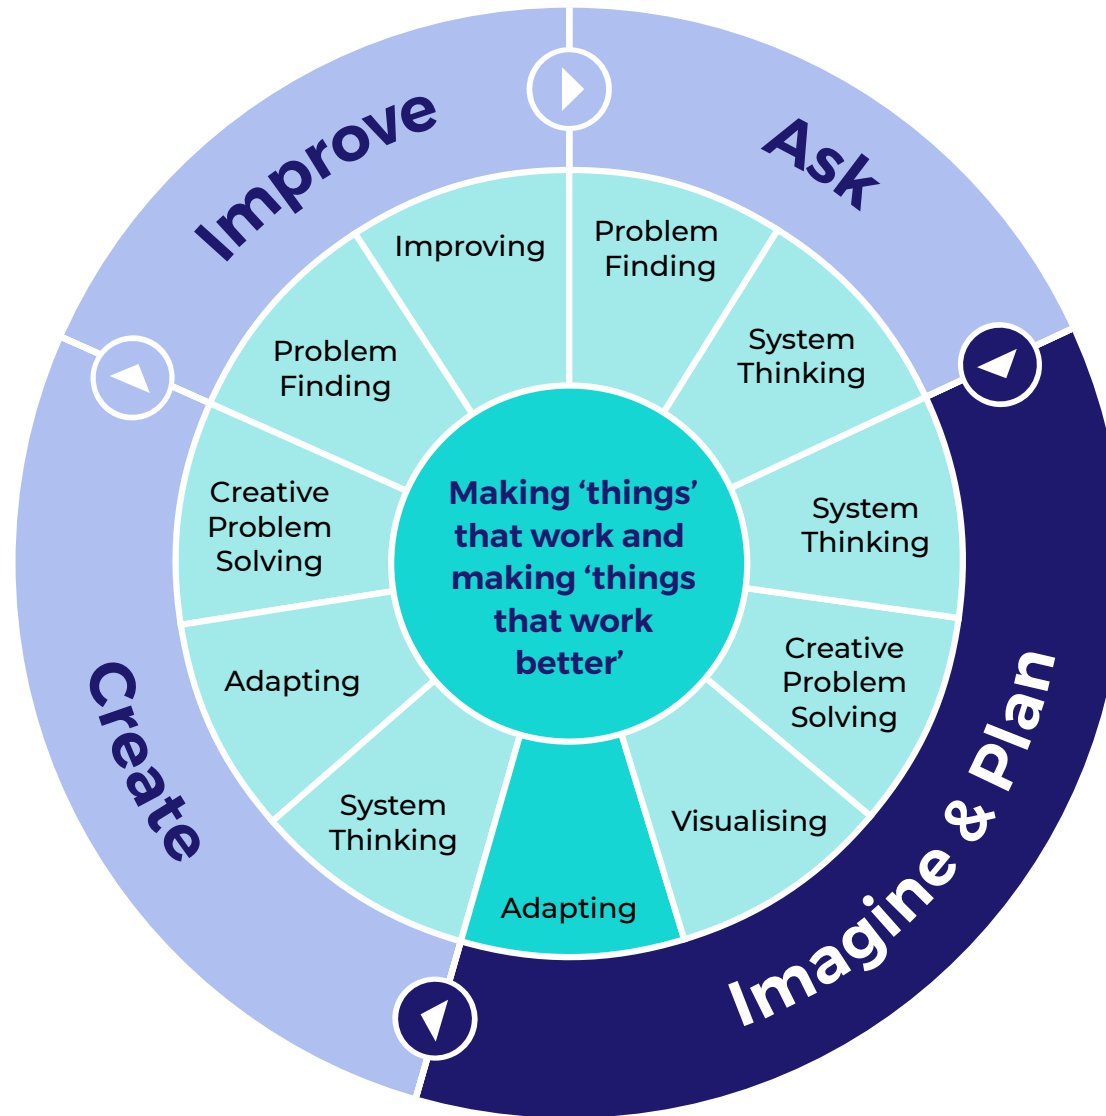 Improve
Ask
Improving
Problem
Finding
Problem
Finding
System
Thinking
System
Thinking
Creative
Problem
Solving
Visualising
Adapting
System
Thinking
Adapting
Creative
Problem
Solving
Making ‘things’
that work and
making ‘things
that work
better’
Create
Imagine & Plan